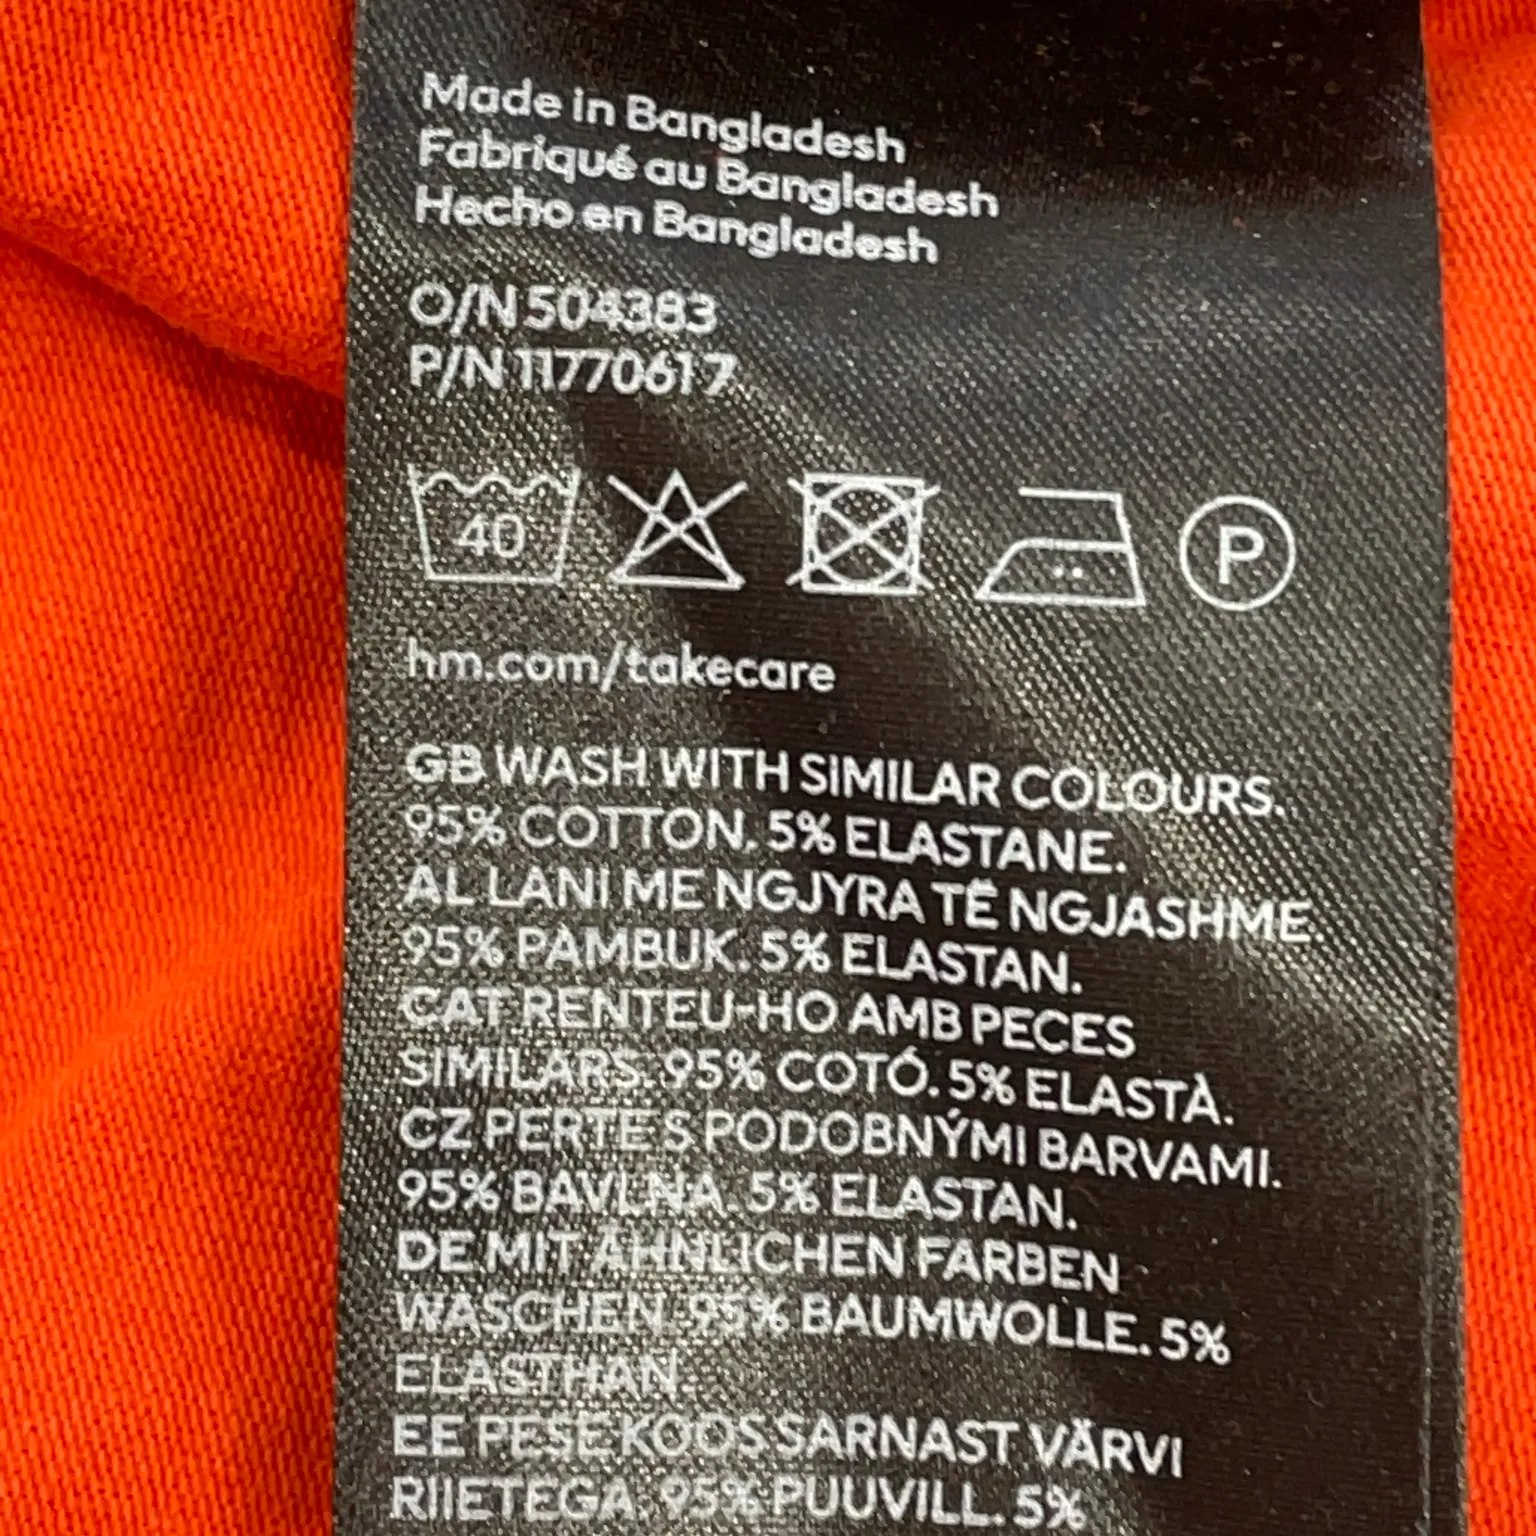 Made in Bangladesh
Fabriqué au Bangladesh
Hecho en Bangladesh
O/N 504383
P/N 11770617
40
P
hm.com/takecare
GB WASH WITH SIMILAR COLOURS.
95% COTTON. 5% ELASTANE.
AL LANI ME NGJYRA TË NGJASHME.
95% PAMBUK. 5% ELASTAN.
CAT RENTEU-HO AMB PECES
SIMILARS. 95% COTÓ. 5% ELASTÀ.
CZ PERTE S PODOBNÝMI BARVAMI.
95% BAVLNA. 5% ELASTAN.
DE MIT ÄHNLICHEN FARBEN
WASCHEN. 95% BAUMWOLLE. 5%
ELASTHAN.
EE PESE KOOS SARNAST VÄRVI
RIIETEGA. 95% PUUVILL. 5%